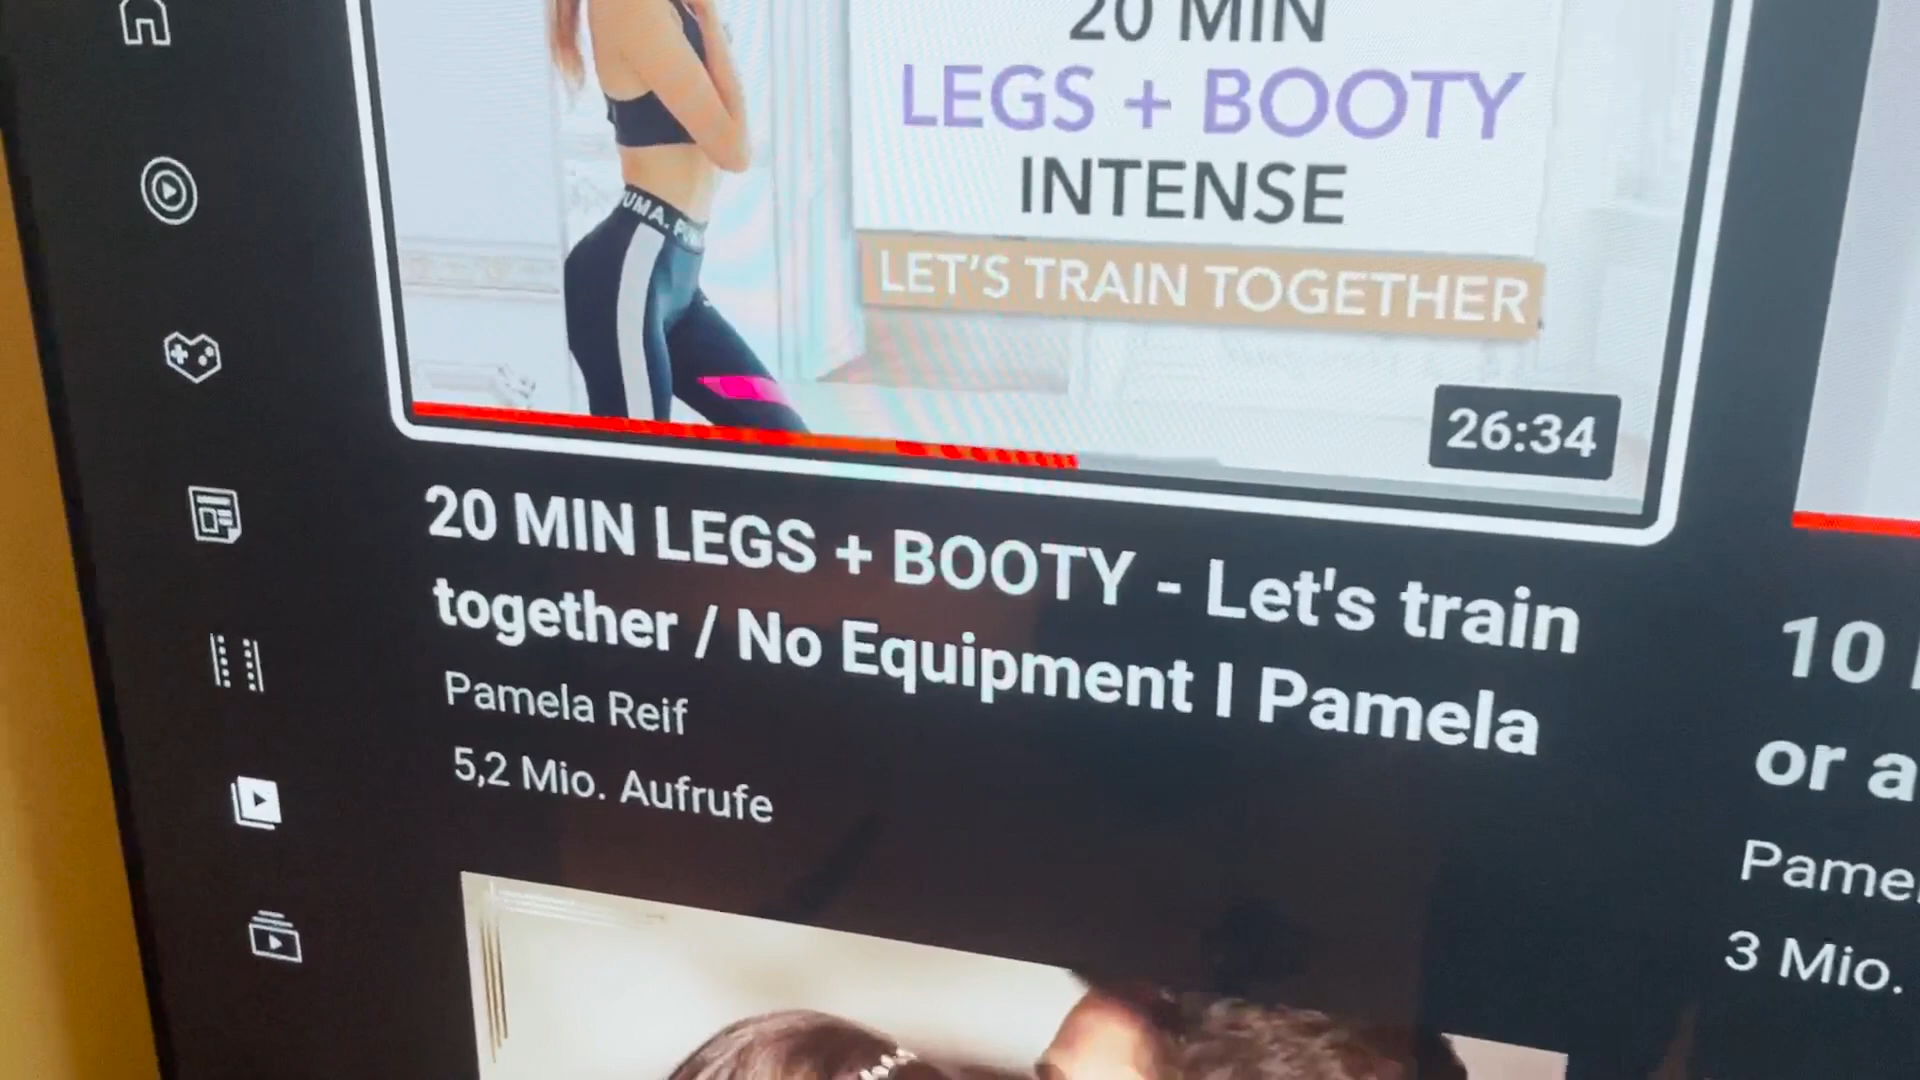 20 MIN
LEGS + BOOTY
INTENSE
LET'S TRAIN TOGETHER
26:34
20 MIN LEGS + BOOTY - Let's train
together / No Equipment I Pamela
Pamela Reif
5,2 Mio. Aufrufe
10
or a
3 Mio.